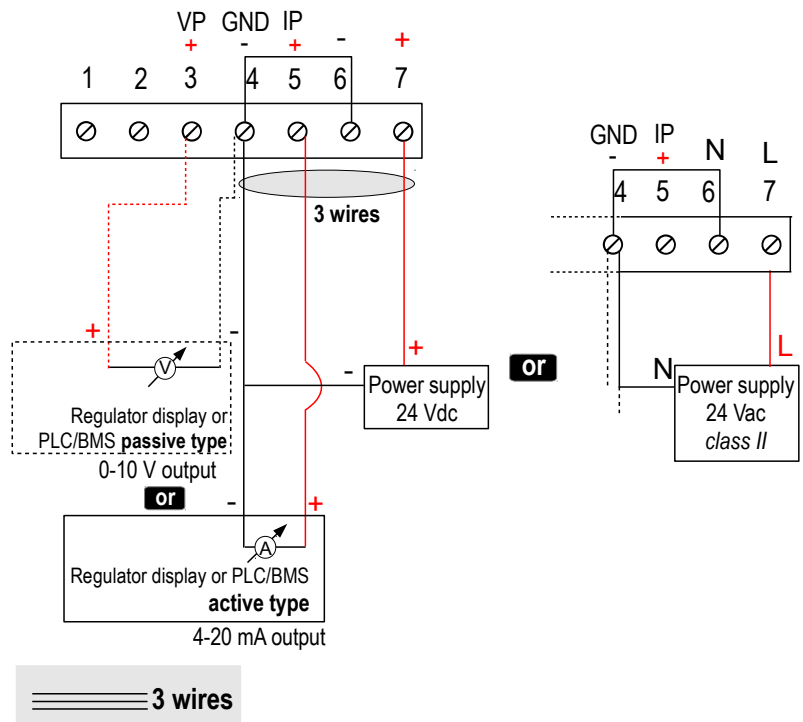 VP GND IP
+ - + - +
1 2 3 4 5 6 7
3 wires
+
-
V
Regulator display or
PLC/BMS passive type
0-10 V output
or
- +
A
Regulator display or PLC/BMS
active type
4-20 mA output
- +
Power supply
24 Vdc
or
GND IP N L
- +
4 5 6 7
N L
Power supply
24 Vac
class II
3 wires